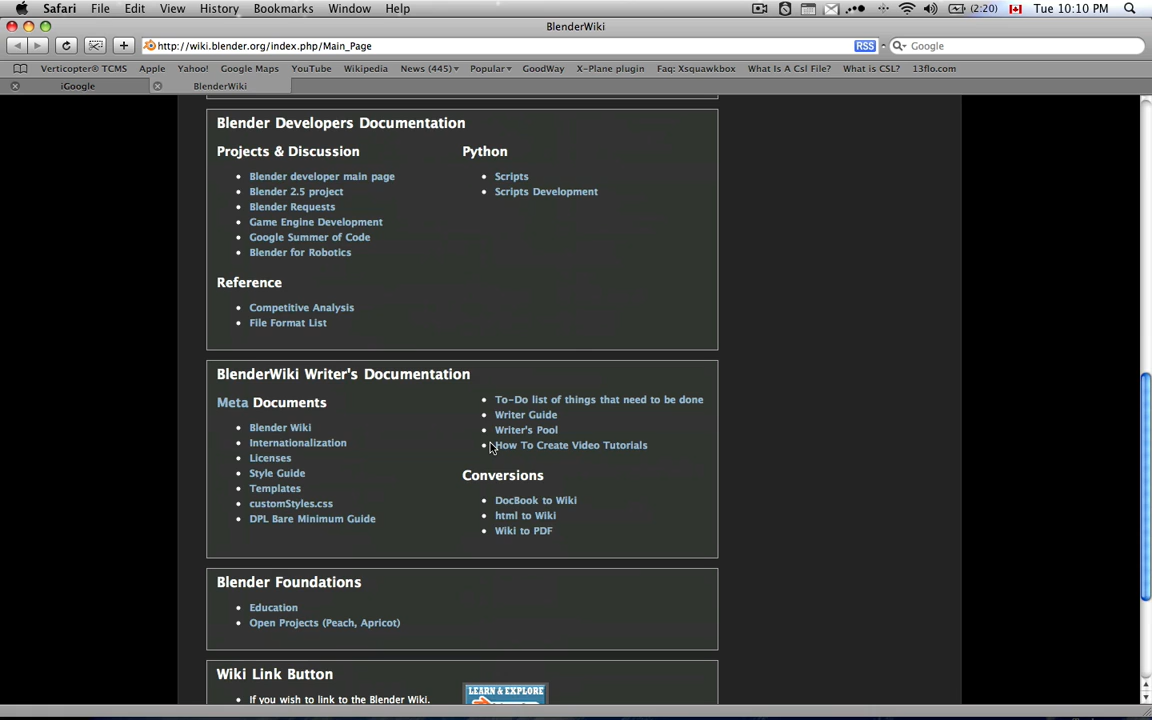 Safari File Edit View History Bookmarks Window Help (2:20) Tue 10:10 PM
BlenderWiki
http://wiki.blender.org/index.php/Main_Page RSS Google
Verticopter® TCMS Apple Yahoo! Google Maps YouTube Wikipedia News (445) Popular GoodWay X-Plane plugin Faq: Xsquawkbox What Is A Csl File? What is CSL? 13flo.com
iGoogle BlenderWiki
Blender Developers Documentation
Projects & Discussion
Blender developer main page
Blender 2.5 project
Blender Requests
Game Engine Development
Google Summer of Code
Blender for Robotics
Reference
Competitive Analysis
File Format List
Python
Scripts
Scripts Development
BlenderWiki Writer's Documentation
Meta Documents
Blender Wiki
Internationalization
Licenses
Style Guide
Templates
customStyles.css
DPL Bare Minimum Guide
To-Do list of things that need to be done
Writer Guide
Writer's Pool
How To Create Video Tutorials
Conversions
DocBook to Wiki
html to Wiki
Wiki to PDF
Blender Foundations
Education
Open Projects (Peach, Apricot)
Wiki Link Button
If you wish to link to the Blender Wiki.
LEARN & EXPLORE